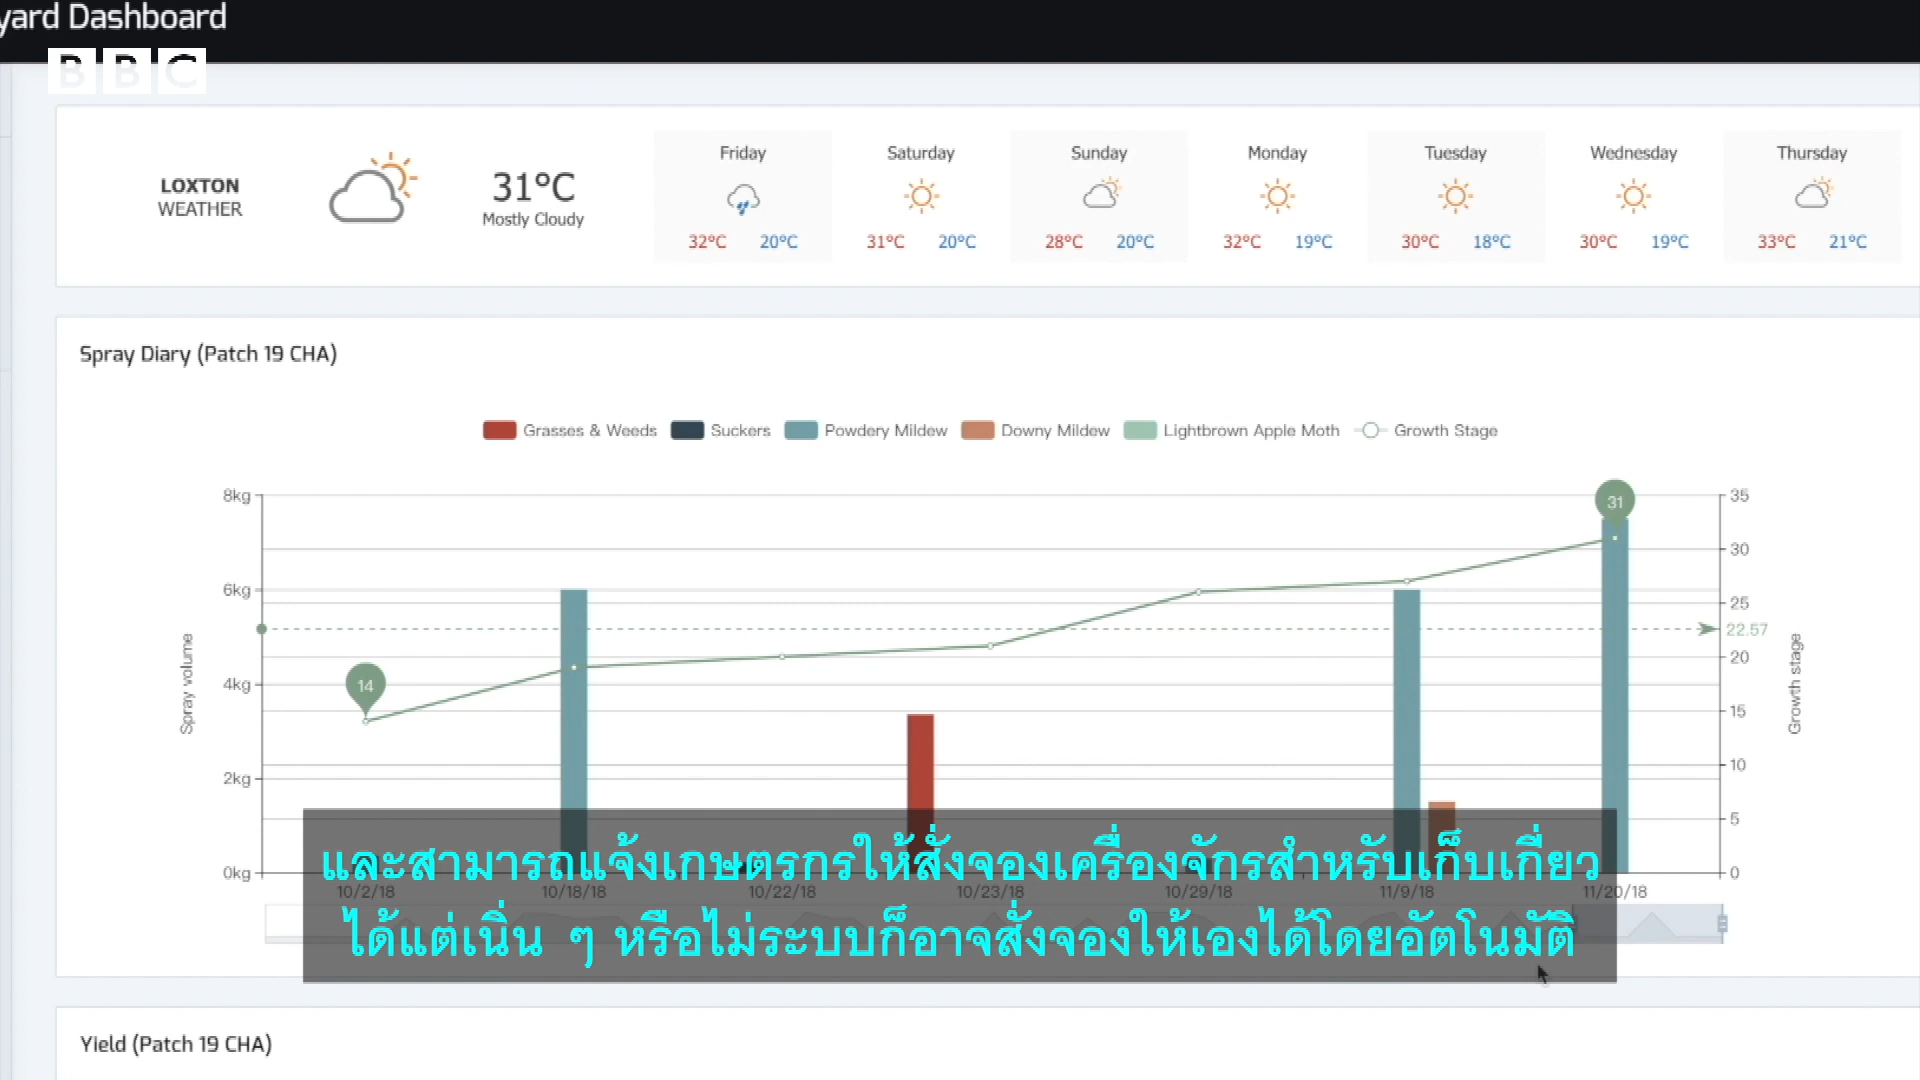 yard Dashboard
BBC
LOXTON
WEATHER
31°C
Mostly Cloudy
Friday
32°C 20°C
Saturday
31°C 20°C
Sunday
28°C 20°C
Monday
32°C 19°C
Tuesday
30°C 18°C
Wednesday
30°C 19°C
Thursday
33°C 21°C
Spray Diary (Patch 19 CHA)
Grasses & Weeds Suckers Powdery Mildew Downy Mildew Lightbrown Apple Moth Growth Stage
8kg
6kg
4kg
2kg
0kg
Spray volume
14
31
35
30
25
22.57
20
15
10
5
0
Growth stage
10/2/18 10/18/18 10/22/18 10/23/18 10/29/18 11/9/18 11/20/18
และสามารถแจ้งเกษตรกรให้สั่งจองเครื่องจักรสำหรับเก็บเกี่ยว
ได้แต่เนิ่น ๆ หรือไม่ระบบก็อาจสั่งจองให้เองได้โดยอัตโนมัติ
Yield (Patch 19 CHA)